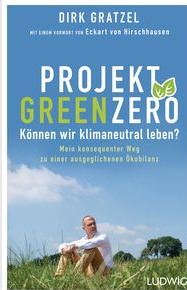 DIRK GRATZEL
MIT EINEM VORWORT VON Eckart von Hirschhausen
PROJEKT
GREENZERO
Können wir klimaneutral leben?
Mein konsequenter Weg
zu einer ausgeglichenen Ökobilanz
LUDWIG